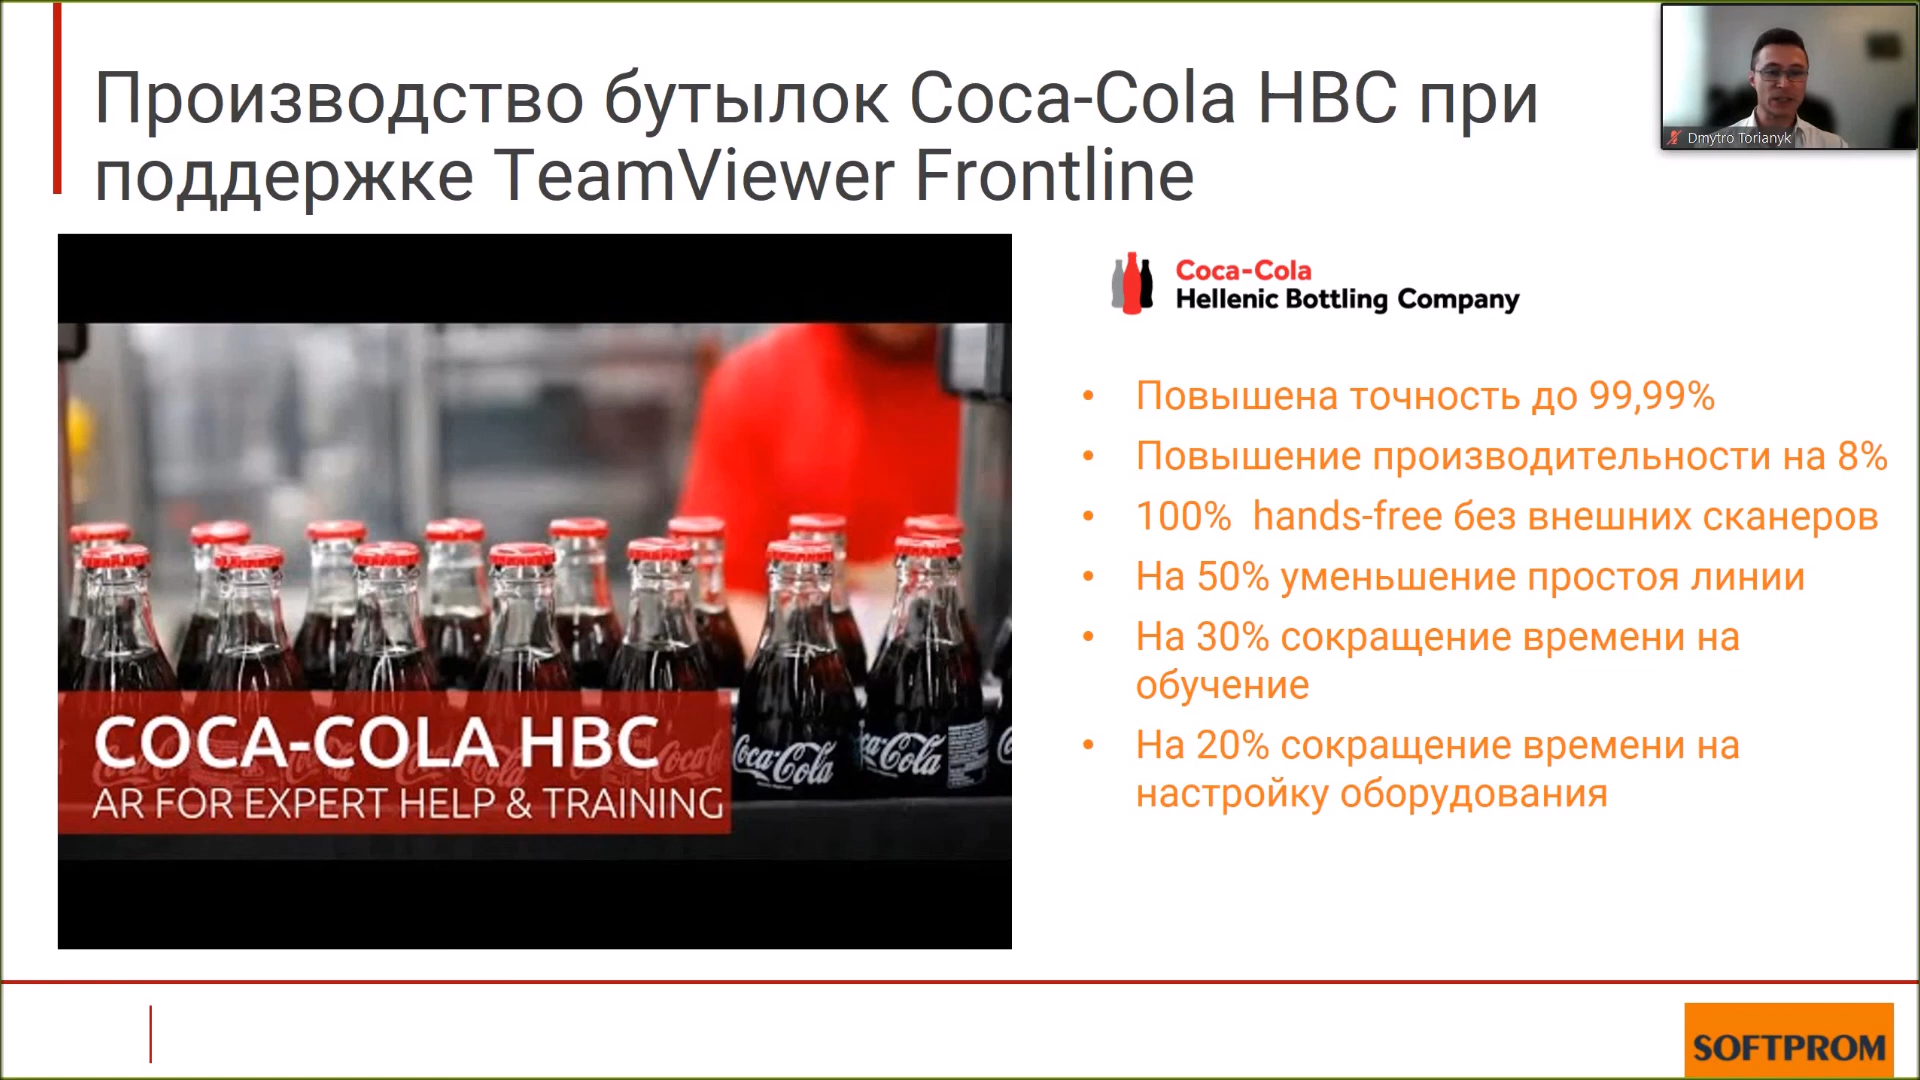 Производство бутылок Coca-Cola HBC при
поддержке TeamViewer Frontline
Dmytro Torianyk
Coca-Cola
Hellenic Bottling Company
• Повышена точность до 99,99%
• Повышение производительности на 8%
• 100%  hands-free без внешних сканеров
• На 50% уменьшение простоя линии
• На 30% сокращение времени на
обучение
• На 20% сокращение времени на
настройку оборудования
COCA-COLA HBC
AR FOR EXPERT HELP & TRAINING
Coca-Cola
Coca-Cola
SOFTPROM